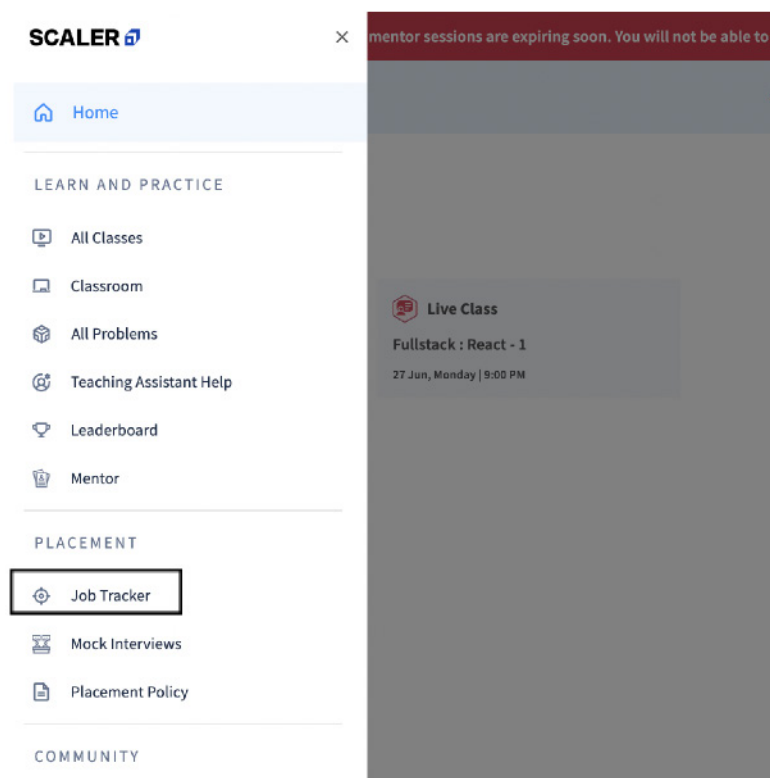 SCALER
mentor sessions are expiring soon. You will not be able to
Home
LEARN AND PRACTICE
All Classes
Classroom
All Problems
Teaching Assistant Help
Leaderboard
Mentor
PLACEMENT
Job Tracker
Mock Interviews
Placement Policy
COMMUNITY
Live Class
Fullstack : React - 1
27 Jun, Monday | 9:00 PM